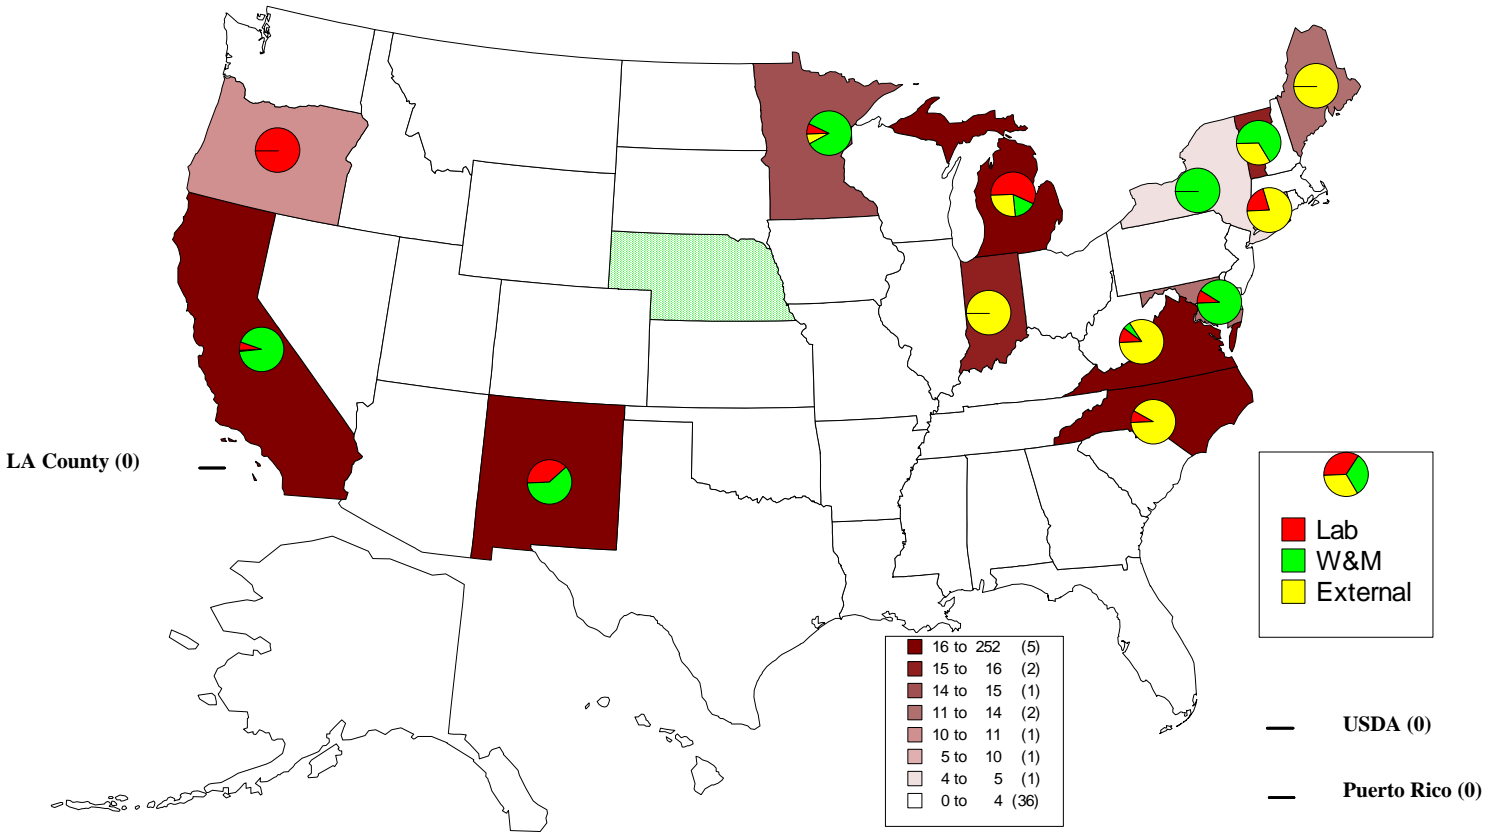 LA County (0)
Lab
W&M
External
16 to 252 (5)
15 to 16 (2)
14 to 15 (1)
11 to 14 (2)
10 to 11 (1)
5 to 10 (1)
4 to 5 (1)
0 to 4 (36)
USDA (0)
Puerto Rico (0)